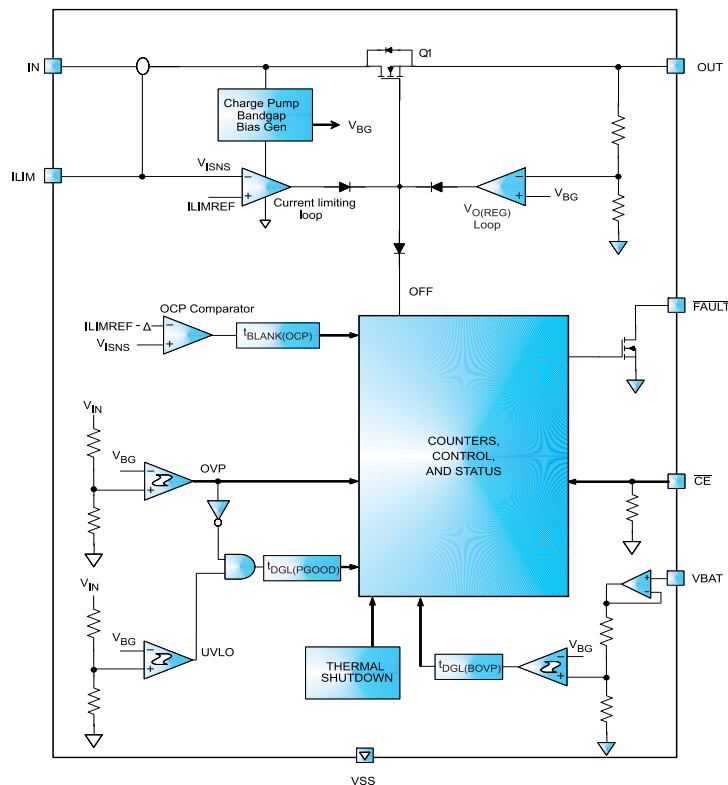 Q1
IN
OUT
Charge Pump
Bandgap
Bias Gen
VBG
ILIM
VISNS
ILIMREF
Current limiting
loop
VBG
VO(REG)
Loop
OFF
FAULT
OCP Comparator
ILIMREF - Δ
VISNS
tBLANK(OCP)
COUNTERS,
CONTROL,
AND STATUS
VIN
VBG
OVP
CE
tDGL(PGOOD)
VBAT
VIN
VBG
UVLO
THERMAL
SHUTDOWN
tDGL(BOVP)
VBG
VSS